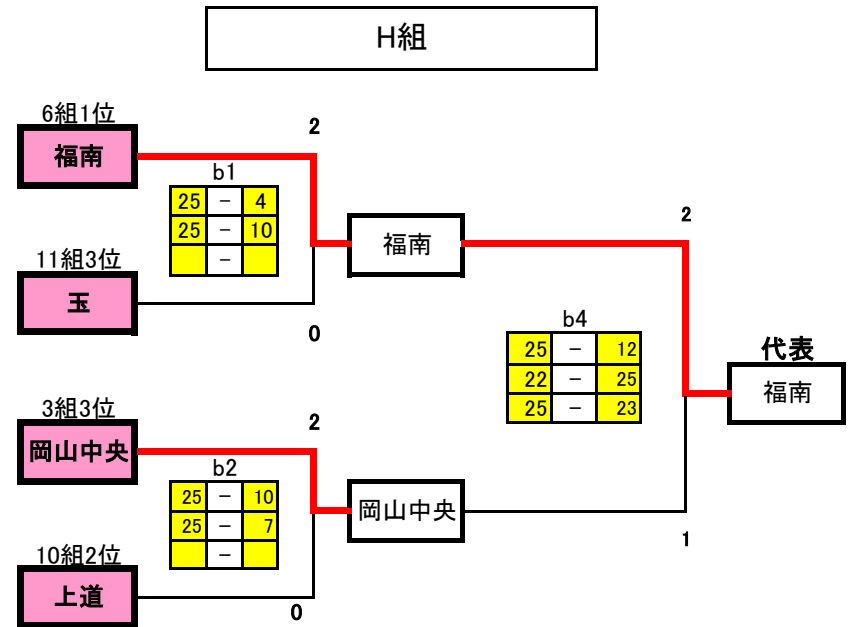 H組
6組1位
2
福南
b1
25 - 4
25 - 10
-
2
福南
11組3位
玉
0
b4
25 - 12
22 - 25
25 - 23
代表
福南
3組3位
2
岡山中央
b2
25 - 10
25 - 7
-
岡山中央
1
10組2位
上道
0